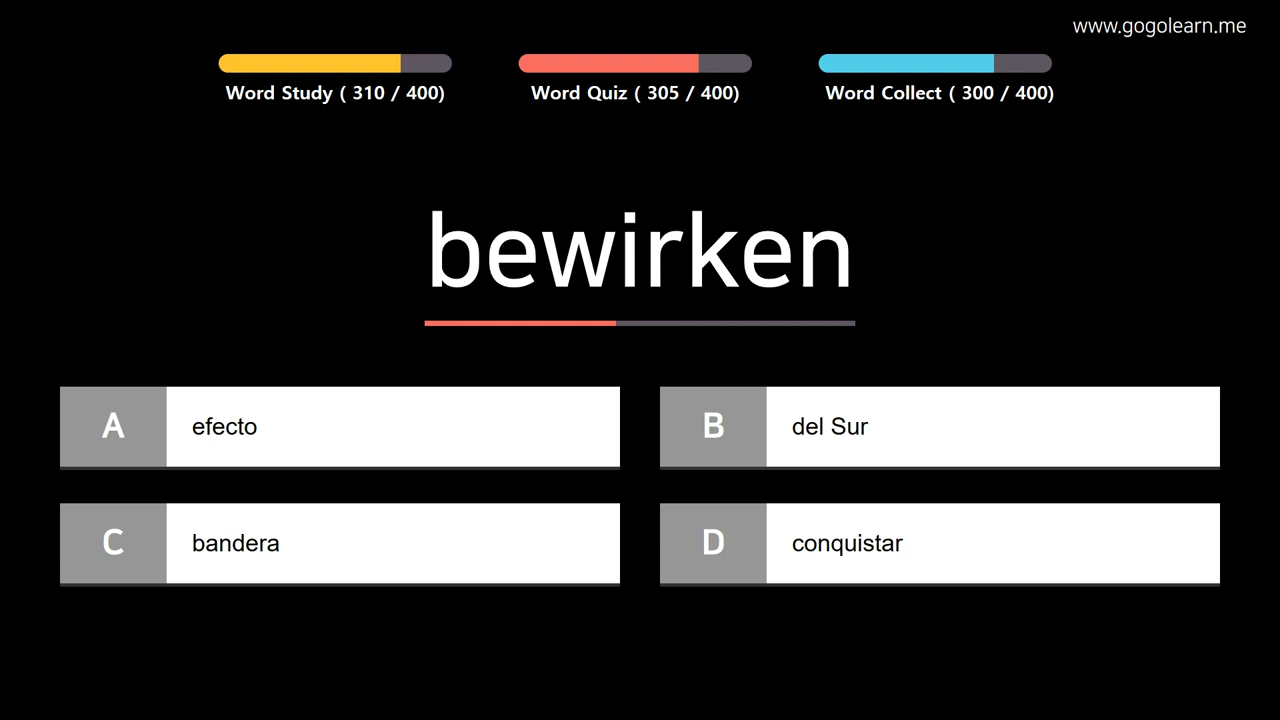 www.gogolearn.me
Word Study ( 310 / 400)
Word Quiz ( 305 / 400)
Word Collect ( 300 / 400)
bewirken
A efecto
B del Sur
C bandera
D conquistar